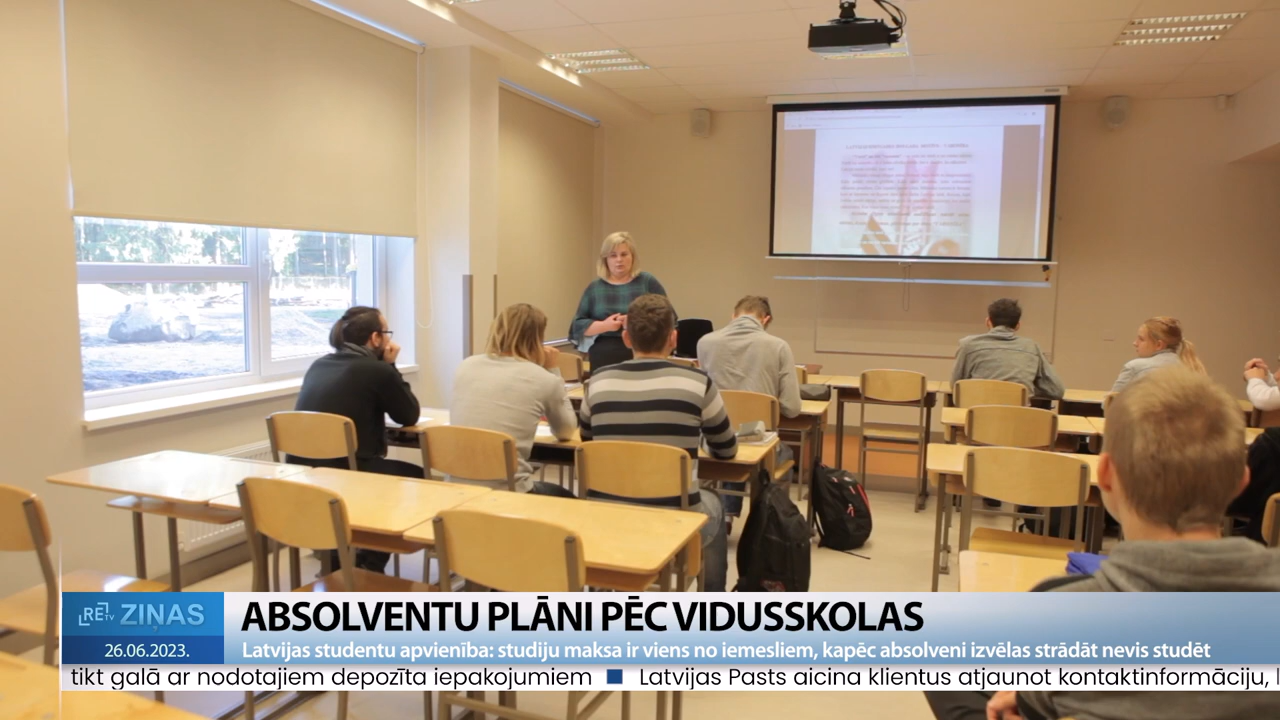 RE TV ZIŅAS
26.06.2023.
ABSOLVENTU PLĀNI PĒC VIDUSSKOLAS
Latvijas studentu apvienība: studiju maksa ir viens no iemesliem, kapēc absolveni izvēlas strādāt nevis studēt
tikt galā ar nodotajiem depozīta iepakojumiem ■ Latvijas Pasts aicina klientus atjaunot kontaktinformāciju,